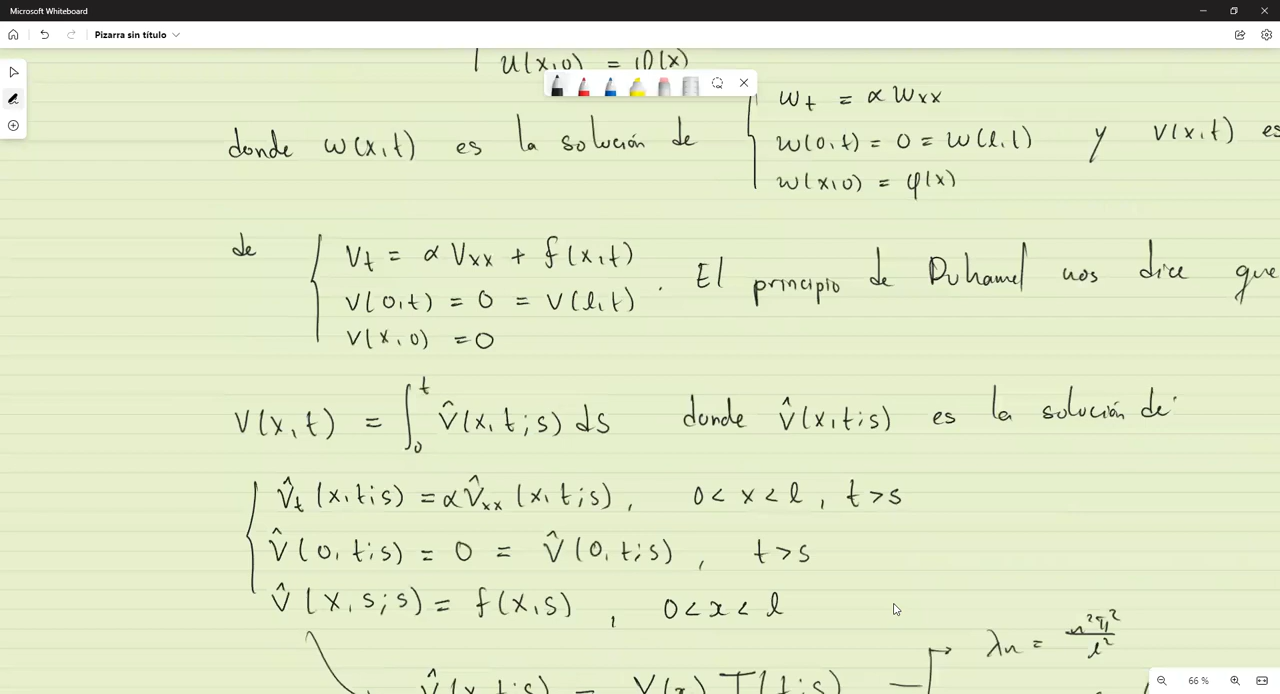 Microsoft Whiteboard
Pizarra sin título
u(x,0) = φ(x)
donde w(x,t) es la solución de { w_t = α w_xx
w(0,t) = 0 = w(l,t)
w(x,0) = φ(x)
y v(x,t) es
de { V_t = α V_xx + f(x,t)
V(0,t) = 0 = V(l,t)
V(x,0) = 0
. El principio de Duhamel nos dice que
V(x,t) = ∫_0^t V̂(x,t;s) ds donde V̂(x,t;s) es la solución de:
V̂_t(x,t;s) = α V̂_xx(x,t;s), 0 < x < l, t > s
V̂(0,t;s) = 0 = V̂(0,t;s), t > s
V̂(x,s;s) = f(x,s), 0 < x < l
λn = n²π²/l²
V̂(x,t;s) = V(x) T(t;s)
66 %